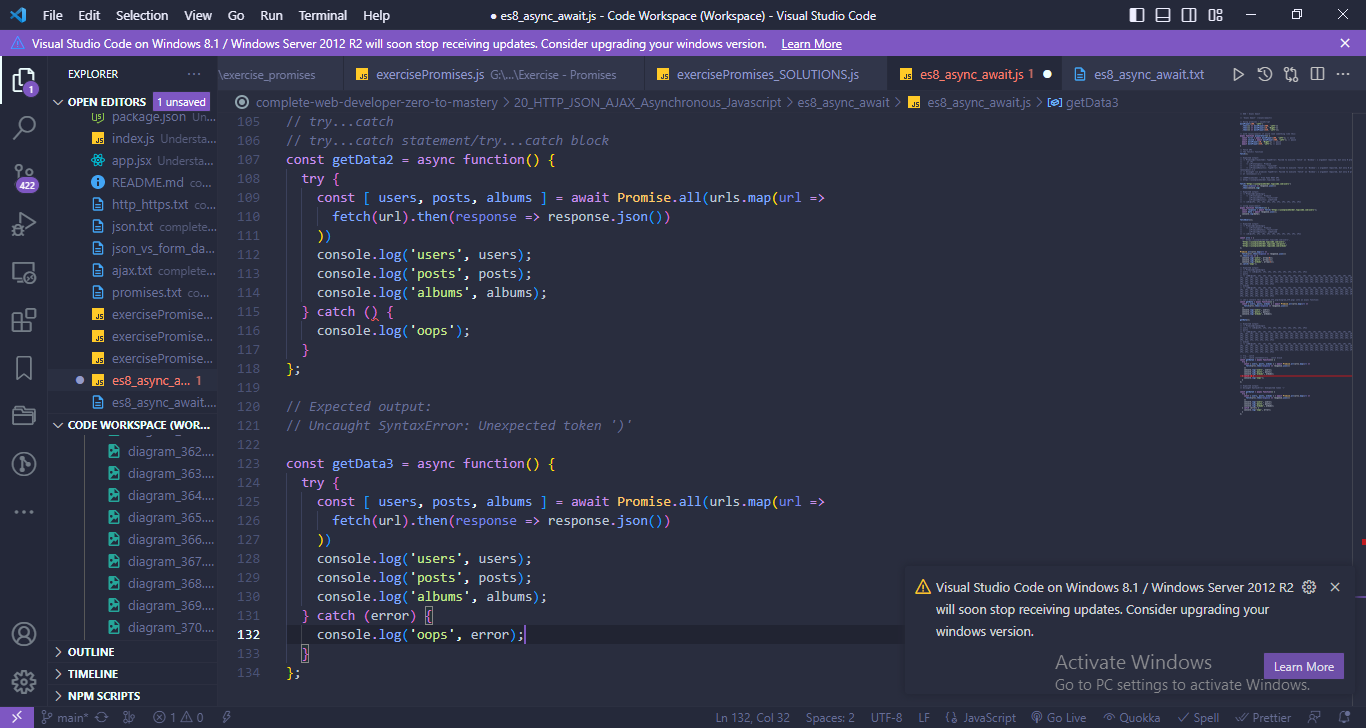 File Edit Selection View Go Run Terminal Help ● es8_async_await.js - Code Workspace (Workspace) - Visual Studio Code
Visual Studio Code on Windows 8.1 / Windows Server 2012 R2 will soon stop receiving updates. Consider upgrading your windows version. Learn More
EXPLORER ··· \exercise_promises JS exercisePromises.js G:\...\Exercise - Promises JS exercisePromises_SOLUTIONS.js JS es8_async_await.js 1 ● es8_async_await.txt ···
1
OPEN EDITORS 1 unsaved
complete-web-developer-zero-to-mastery > 20_HTTP_JSON_AJAX_Asynchronous_Javascript > es8_async_await > JS es8_async_await.js > getData3
package.json Un...
JS index.js Understa...
app.jsx Understa...
README.md co...
http_https.txt co...
json.txt complete...
json_vs_form_da...
ajax.txt complete...
promises.txt co...
JS exercisePromise...
JS exercisePromise...
JS exercisePromise...
JS es8_async_a... 1
es8_async_await....
422
CODE WORKSPACE (WOR...
diagram_362....
diagram_363....
diagram_364....
diagram_365....
diagram_366....
diagram_367....
diagram_368....
diagram_369....
diagram_370....
OUTLINE
TIMELINE
NPM SCRIPTS
105 // try...catch
106 // try...catch statement/try...catch block
107 const getData2 = async function() {
108 try {
109 const [ users, posts, albums ] = await Promise.all(urls.map(url =>
110 fetch(url).then(response => response.json())
111 ))
112 console.log('users', users);
113 console.log('posts', posts);
114 console.log('albums', albums);
115 } catch () {
116 console.log('oops');
117 }
118 };
119
120 // Expected output:
121 // Uncaught SyntaxError: Unexpected token ')'
122
123 const getData3 = async function() {
124 try {
125 const [ users, posts, albums ] = await Promise.all(urls.map(url =>
126 fetch(url).then(response => response.json())
127 ))
128 console.log('users', users);
129 console.log('posts', posts);
130 console.log('albums', albums);
131 } catch (error) {
132 console.log('oops', error);
133 }
134 };
Visual Studio Code on Windows 8.1 / Windows Server 2012 R2
will soon stop receiving updates. Consider upgrading your
windows version.
Learn More
Activate Windows
Go to PC settings to activate Windows.
main* 1 0 Ln 132, Col 32 Spaces: 2 UTF-8 LF {} JavaScript Go Live Quokka Spell Prettier